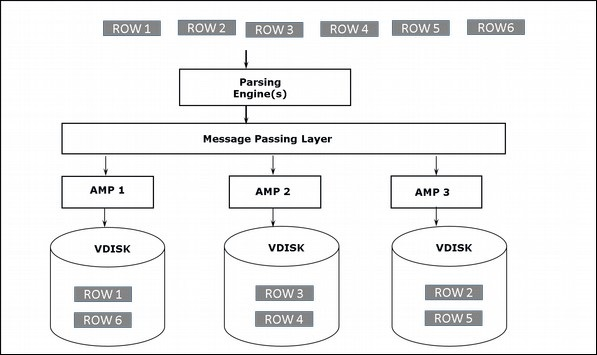 ROW 1 ROW 2 ROW 3 ROW 4 ROW 5 ROW6
Parsing
Engine(s)
Message Passing Layer
AMP 1 AMP 2 AMP 3
VDISK VDISK VDISK
ROW 1 ROW 3 ROW 2
ROW 6 ROW 4 ROW 5